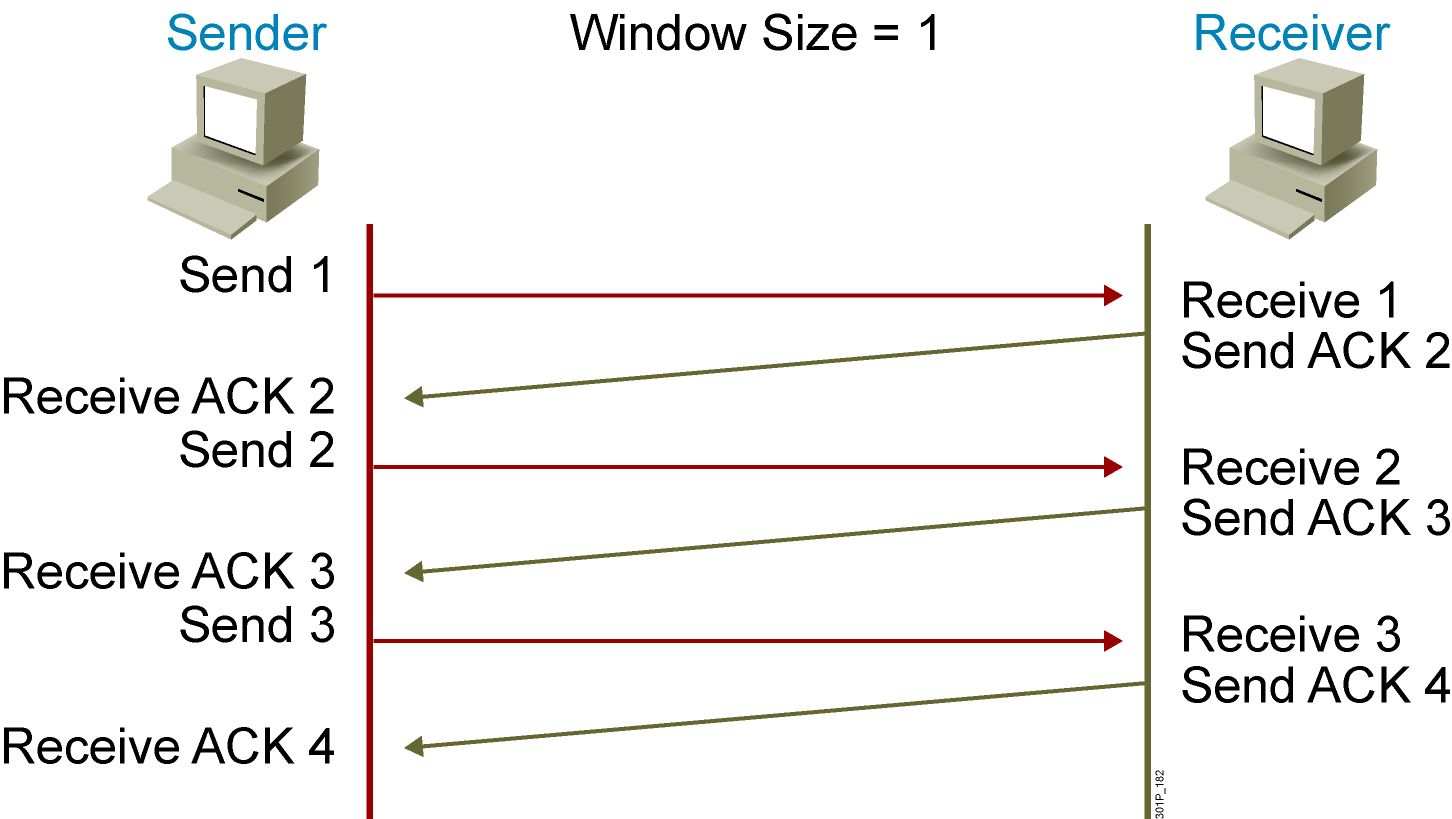 Sender
Window Size = 1
Receiver
Send 1
Receive 1
Send ACK 2
Receive ACK 2
Send 2
Receive 2
Send ACK 3
Receive ACK 3
Send 3
Receive 3
Send ACK 4
Receive ACK 4
301P_182